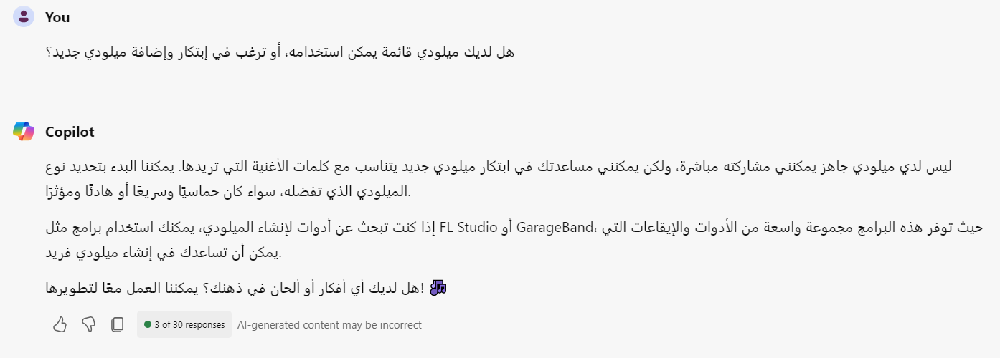 You
هل لديك ميلودي قائمة يمكن استخدامه، أو ترغب في إبتكار وإضافة ميلودي جديد؟
Copilot
ليس لدي ميلودي جاهز يمكنني مشاركته مباشرة، ولكن يمكنني مساعدتك في ابتكار ميلودي جديد يتناسب مع كلمات الأغنية التي تريدها. يمكننا البدء بتحديد نوع
الميلودي الذي تفضله، سواء كان حماسيًا وسريعًا أو هادئًا ومؤثرًا.
إذا كنت تبحث عن أدوات لإنشاء الميلودي، يمكنك استخدام برامج مثل FL Studio أو GarageBand، حيث توفر هذه البرامج مجموعة واسعة من الأدوات والإيقاعات التي
يمكن أن تساعدك في إنشاء ميلودي فريد.
هل لديك أي أفكار أو ألحان في ذهنك؟ يمكننا العمل معًا لتطويرها! 🎶
3 of 30 responses
AI-generated content may be incorrect